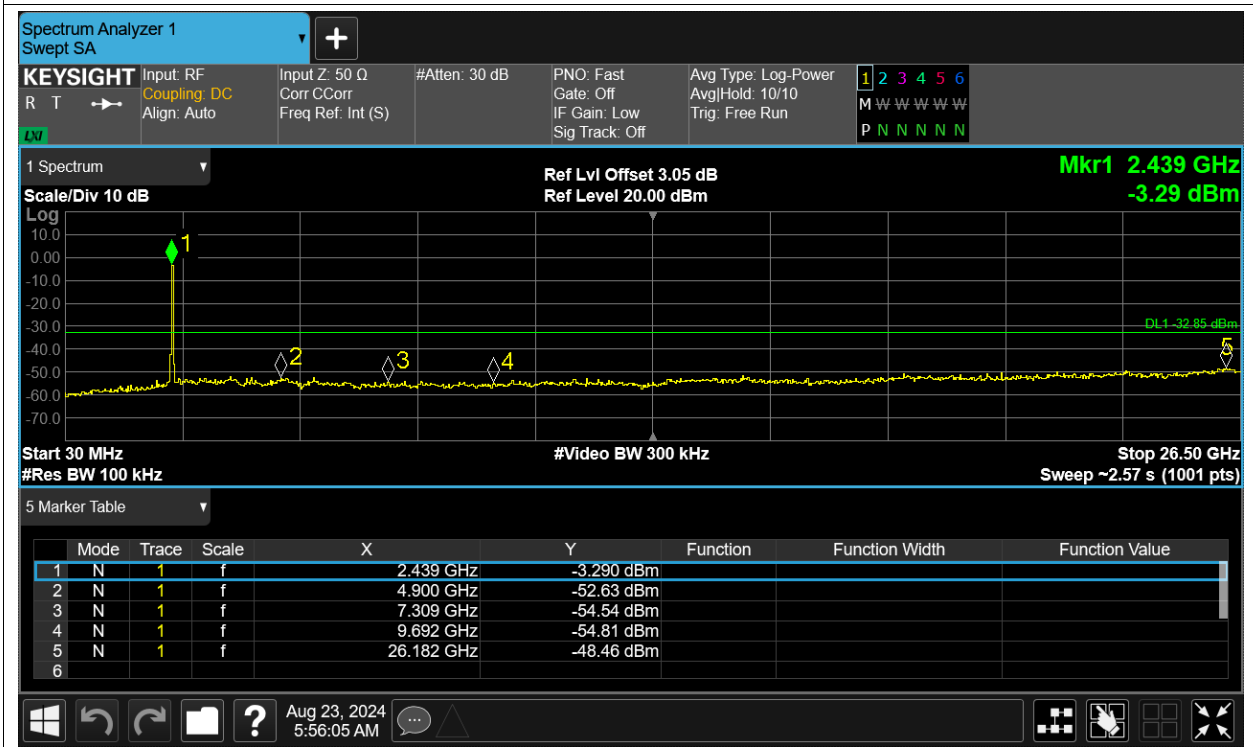 Spectrum Analyzer 1
Swept SA
KEYSIGHT Input: RF Input Z: 50 Ω #Atten: 30 dB PNO: Fast Avg Type: Log-Power 1 2 3 4 5 6
R T Coupling: DC Corr CCorr Gate: Off Avg|Hold: 10/10 M W W W W W
Align: Auto Freq Ref: Int (S) IF Gain: Low Trig: Free Run
LXI Sig Track: Off P N N N N N
1 Spectrum Ref Lvl Offset 3.05 dB Mkr1 2.439 GHz
Scale/Div 10 dB Ref Level 20.00 dBm -3.29 dBm
Log
10.0
1
0.00
-10.0
-20.0
-30.0 DL1 -32.85 dBm
-40.0
2 3 4 5
-50.0
-60.0
-70.0
Start 30 MHz #Video BW 300 kHz Stop 26.50 GHz
#Res BW 100 kHz Sweep ~2.57 s (1001 pts)
5 Marker Table
Mode Trace Scale X Y Function Function Width Function Value
1 N 1 f 2.439 GHz -3.290 dBm
2 N 1 f 4.900 GHz -52.63 dBm
3 N 1 f 7.309 GHz -54.54 dBm
4 N 1 f 9.692 GHz -54.81 dBm
5 N 1 f 26.182 GHz -48.46 dBm
6
? Aug 23, 2024
5:56:05 AM